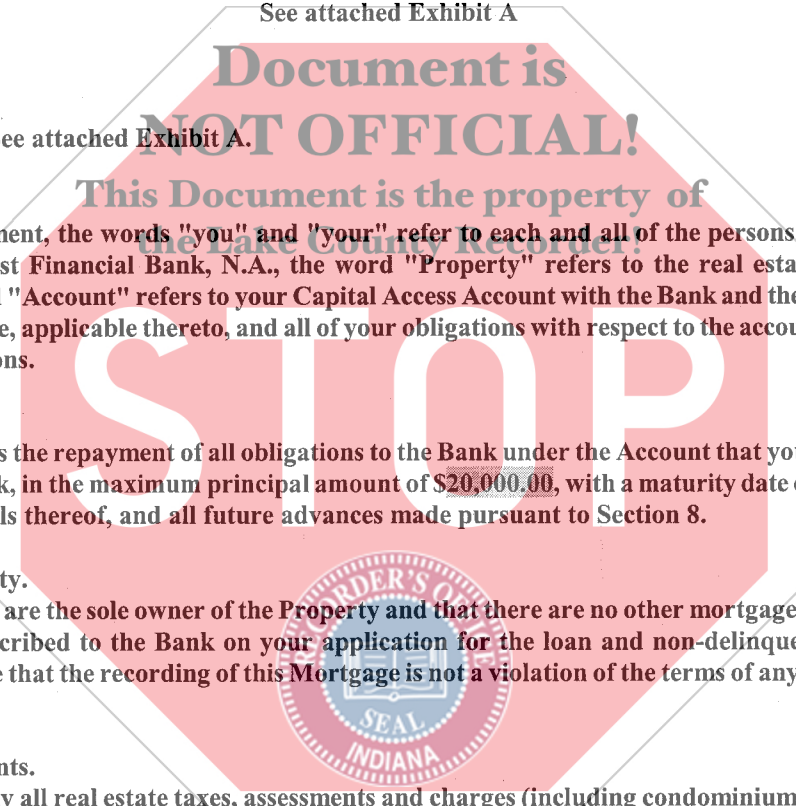 See attached Exhibit A
Document is
NOT OFFICIAL!
ee attached Exhibit A.
This Document is the property of
the Lake County Recorder!
nent, the words "you" and "your" refer to each and all of the persons
st Financial Bank, N.A., the word "Property" refers to the real esta
"Account" refers to your Capital Access Account with the Bank and the
e, applicable thereto, and all of your obligations with respect to the accou
ons.
STOP
s the repayment of all obligations to the Bank under the Account that you
k, in the maximum principal amount of $20,000.00, with a maturity date
ls thereof, and all future advances made pursuant to Section 8.
ty.
are the sole owner of the Property and that there are no other mortgage
cribed to the Bank on your application for the loan and non-delinque
e that the recording of this Mortgage is not a violation of the terms of any
RECORDER'S OFFICE
SEAL
INDIANA
nts.
y all real estate taxes, assessments and charges (including condominium